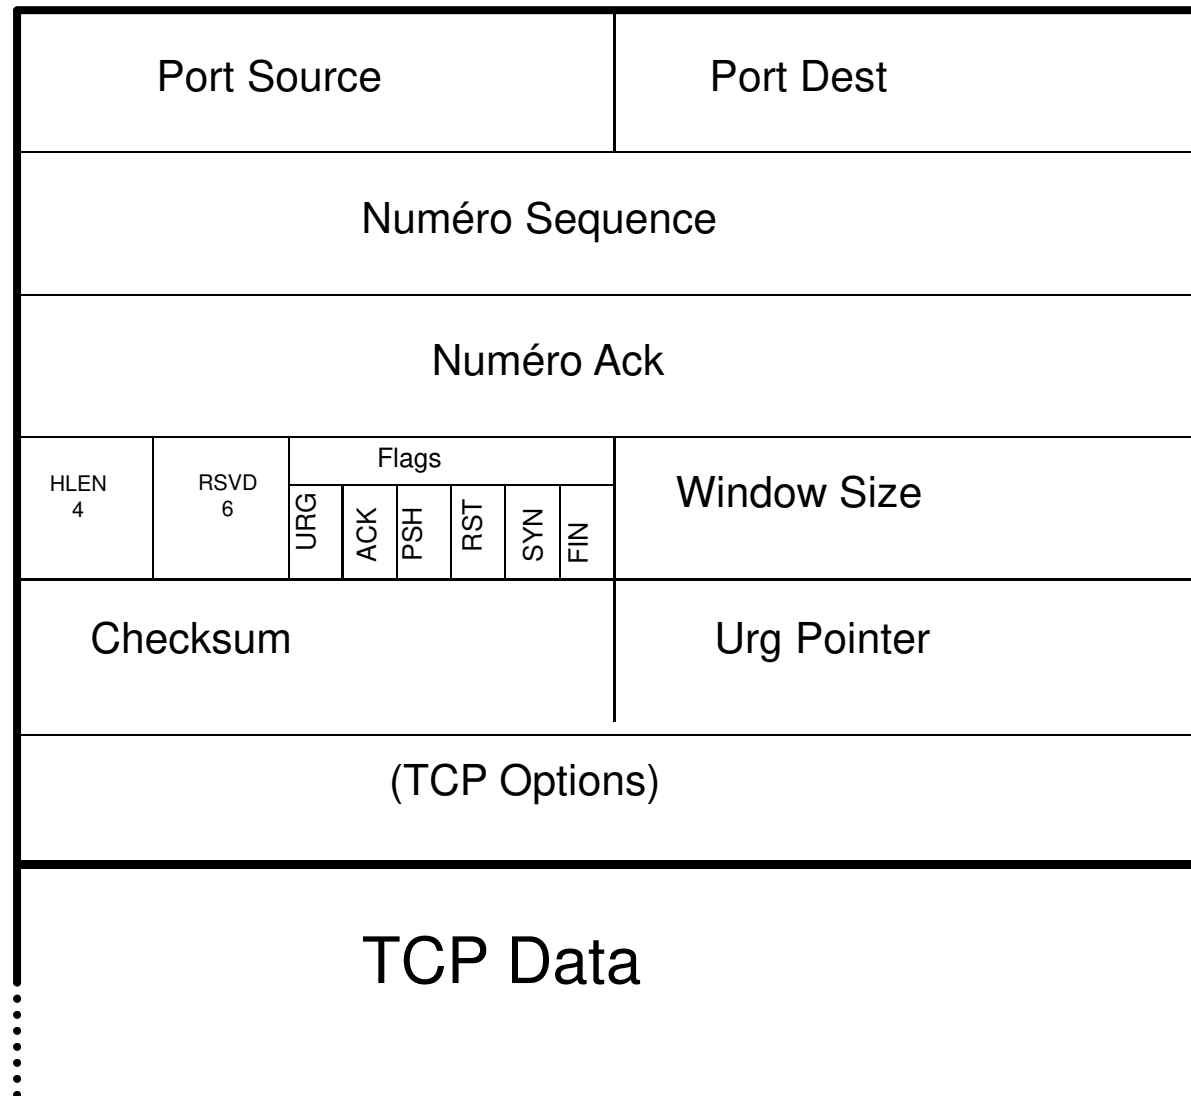 Port Source
Port Dest
Numéro Sequence
Numéro Ack
HLEN
4
RSVD
6
Flags
URG
ACK
PSH
RST
SYN
FIN
Window Size
Checksum
Urg Pointer
(TCP Options)
TCP Data